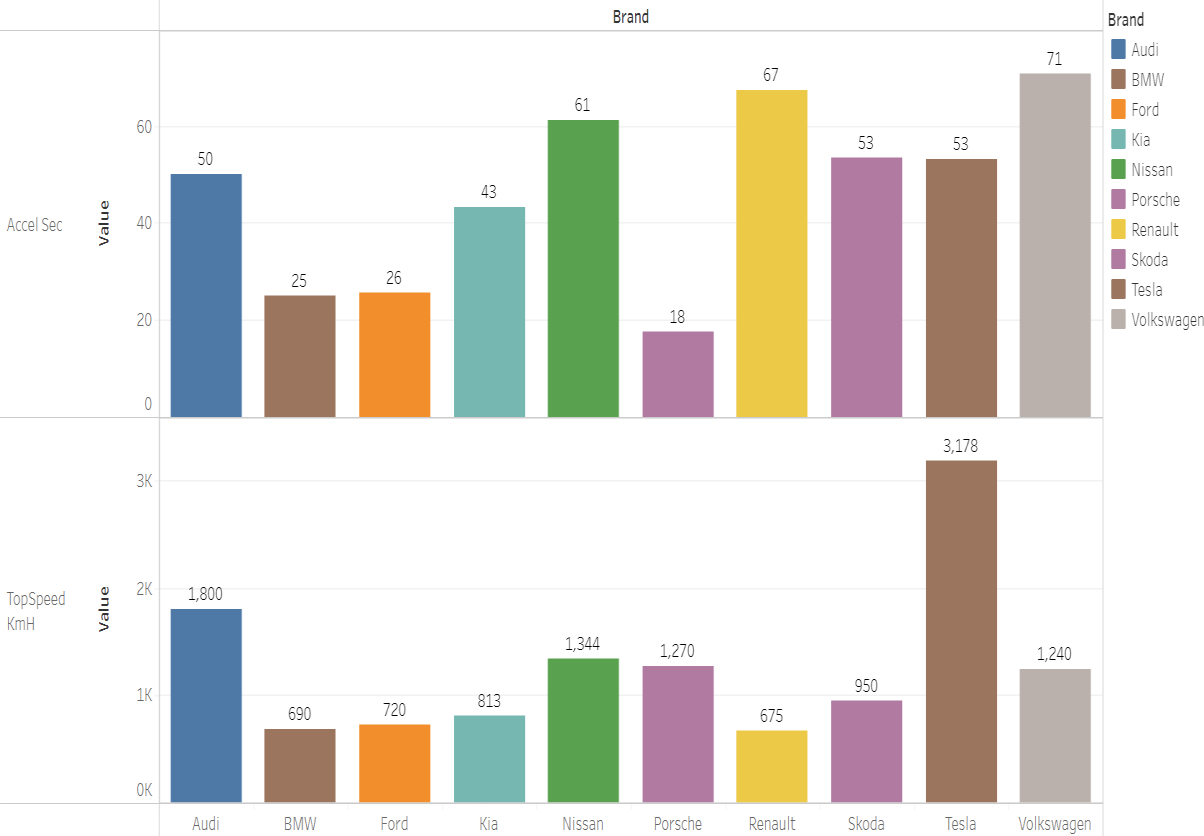 Brand
Brand
Audi
BMW
Ford
Kia
Nissan
Porsche
Renault
Skoda
Tesla
Volkswagen
Accel Sec
Value
60
40
20
0
50
25
26
43
61
18
67
53
53
71
TopSpeed
KmH
Value
3K
2K
1K
0K
1,800
690
720
813
1,344
1,270
675
950
3,178
1,240
Audi
BMW
Ford
Kia
Nissan
Porsche
Renault
Skoda
Tesla
Volkswagen